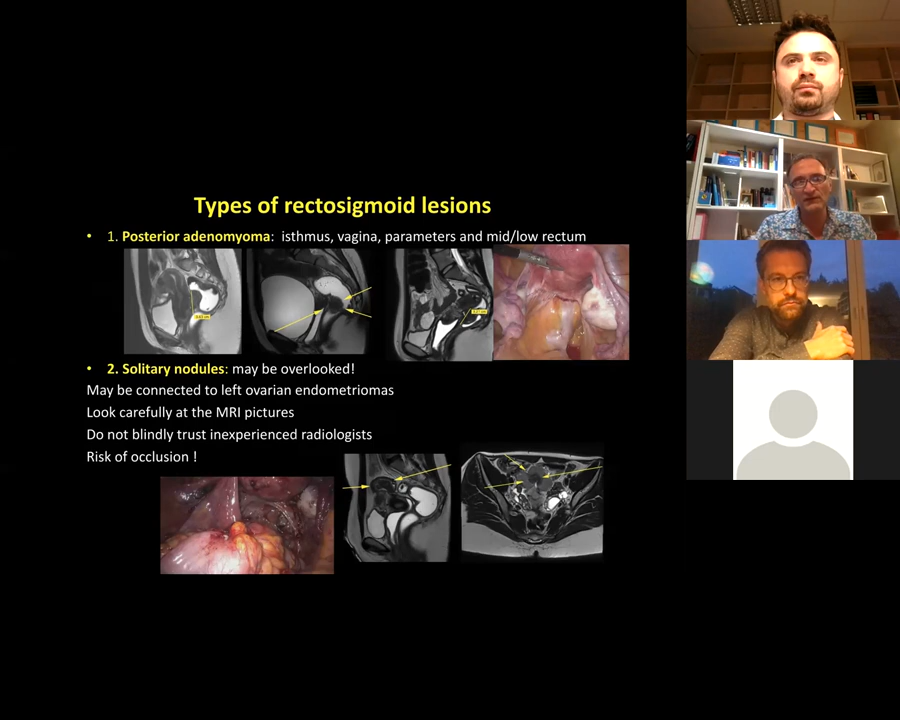 Types of rectosigmoid lesions
• 1. Posterior adenomyoma: isthmus, vagina, parameters and mid/low rectum
• 2. Solitary nodules: may be overlooked!
May be connected to left ovarian endometriomas
Look carefully at the MRI pictures
Do not blindly trust inexperienced radiologists
Risk of occlusion !